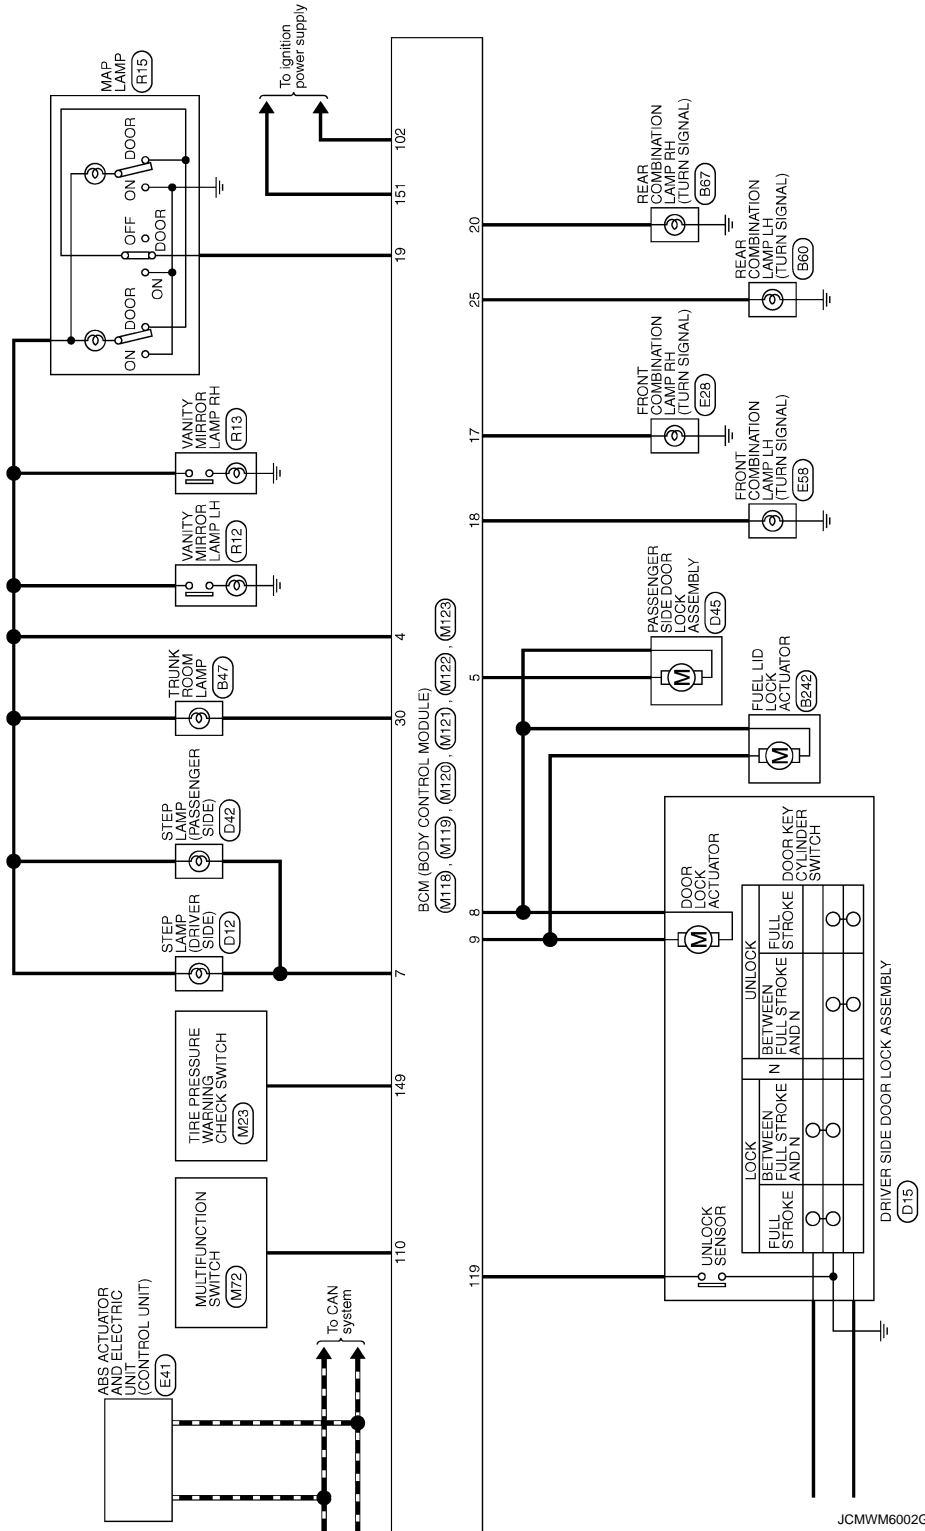 MAP
LAMP
R15
ON
DOOR
ON
OFF
DOOR
ON
DOOR
To ignition
power supply
VANITY
MIRROR
LAMP RH
R13
VANITY
MIRROR
LAMP LH
R12
TRUNK
ROOM
LAMP
B47
STEP
LAMP
(PASSENGER
SIDE)
D42
STEP
LAMP
(DRIVER
SIDE)
D12
TIRE PRESSURE
WARNING
CHECK SWITCH
M23
MULTIFUNCTION
SWITCH
M72
ABS ACTUATOR
AND ELECTRIC
UNIT
(CONTROL UNIT)
E41
To CAN
system
110
149
7
30
4
19
151
102
BCM (BODY CONTROL MODULE)
M118 , M119 , M120 , M121 , M122 , M123
119
9
8
5
18
17
25
20
REAR
COMBINATION
LAMP RH
(TURN SIGNAL)
B67
REAR
COMBINATION
LAMP LH
(TURN SIGNAL)
B60
FRONT
COMBINATION
LAMP RH
(TURN SIGNAL)
E28
FRONT
COMBINATION
LAMP LH
(TURN SIGNAL)
E58
PASSENGER
SIDE DOOR
LOCK
ASSEMBLY
D45
M
FUEL LID
LOCK
ACTUATOR
B242
M
DOOR
LOCK
ACTUATOR
M
DOOR KEY
CYLINDER
SWITCH
UNLOCK
SENSOR
LOCK
N
UNLOCK
FULL
STROKE
BETWEEN
FULL STROKE
AND N
BETWEEN
FULL STROKE
AND N
FULL
STROKE
DRIVER SIDE DOOR LOCK ASSEMBLY
D15
JCMWM6002G